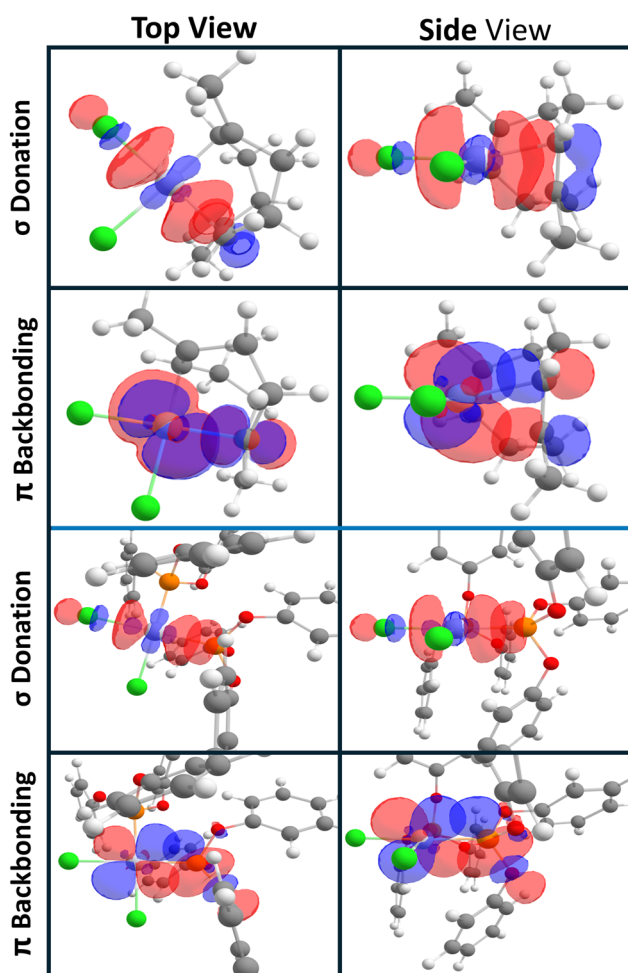 Top View
Side View
σ Donation
π Backbonding
σ Donation
π Backbonding